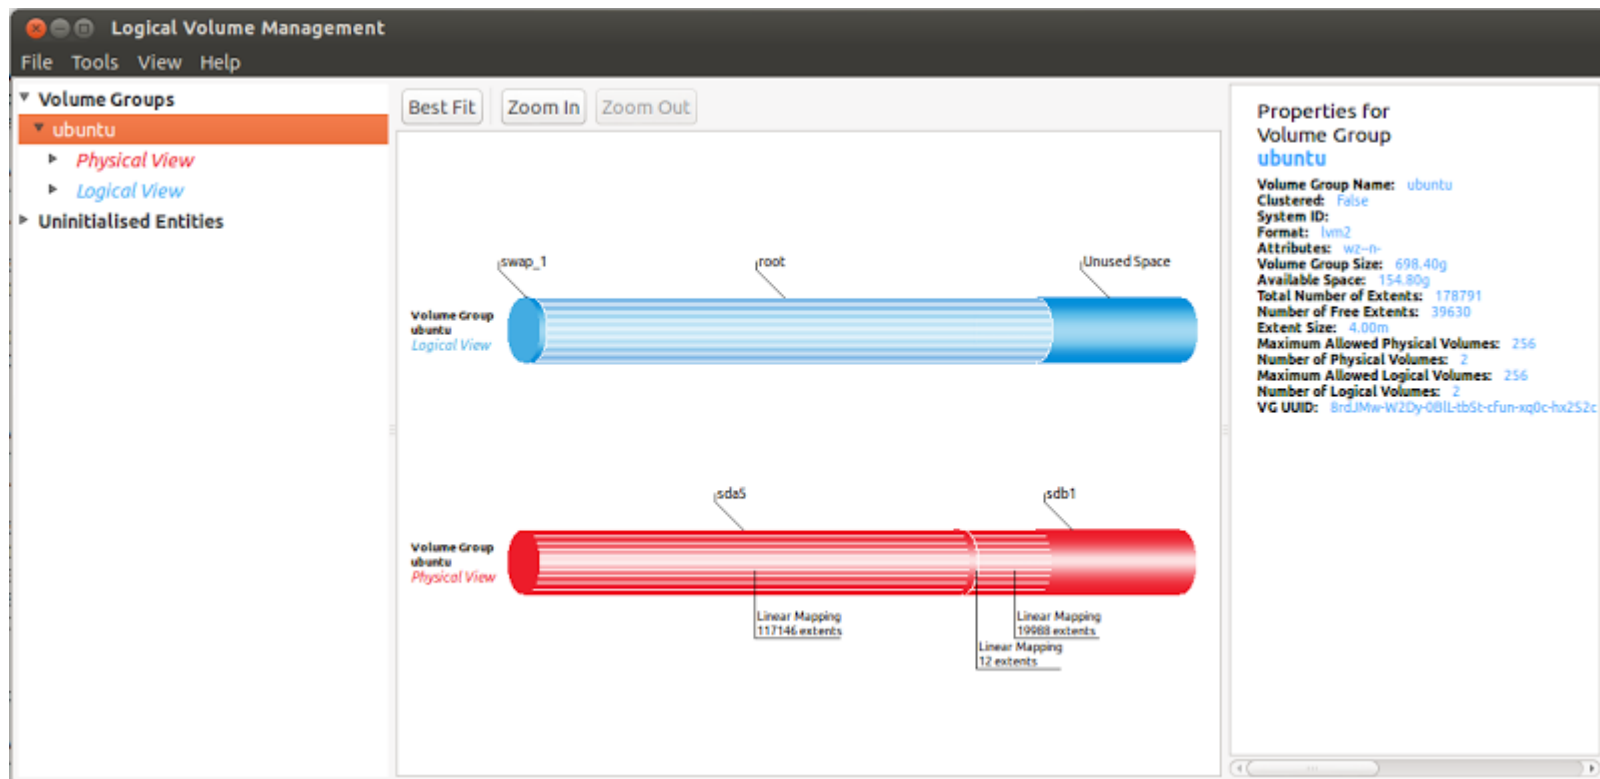 Logical Volume Management
File Tools View Help
Volume Groups
ubuntu
Physical View
Logical View
Uninitialised Entities
Best Fit
Zoom In
Zoom Out
swap_1
root
Unused Space
Volume Group
ubuntu
Logical View
sda5
sdb1
Volume Group
ubuntu
Physical View
Linear Mapping
117146 extents
Linear Mapping
19988 extents
Linear Mapping
12 extents
Properties for
Volume Group
ubuntu
Volume Group Name: ubuntu
Clustered: False
System ID:
Format: lvm2
Attributes: wz--n-
Volume Group Size: 698.40g
Available Space: 154.80g
Total Number of Extents: 178791
Number of Free Extents: 39630
Extent Size: 4.00m
Maximum Allowed Physical Volumes: 256
Number of Physical Volumes: 2
Maximum Allowed Logical Volumes: 256
Number of Logical Volumes: 2
VG UUID: